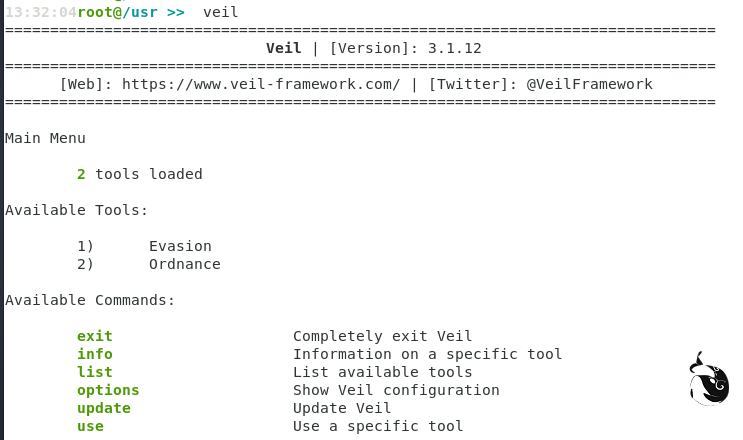 13:32:04root@/usr >>  veil
===============================================================================
                             Veil | [Version]: 3.1.12
===============================================================================
      [Web]: https://www.veil-framework.com/ | [Twitter]: @VeilFramework
===============================================================================
Main Menu
        2 tools loaded
Available Tools:
        1)      Evasion
        2)      Ordnance
Available Commands:
        exit                    Completely exit Veil
        info                    Information on a specific tool
        list                    List available tools
        options                 Show Veil configuration
        update                  Update Veil
        use                     Use a specific tool